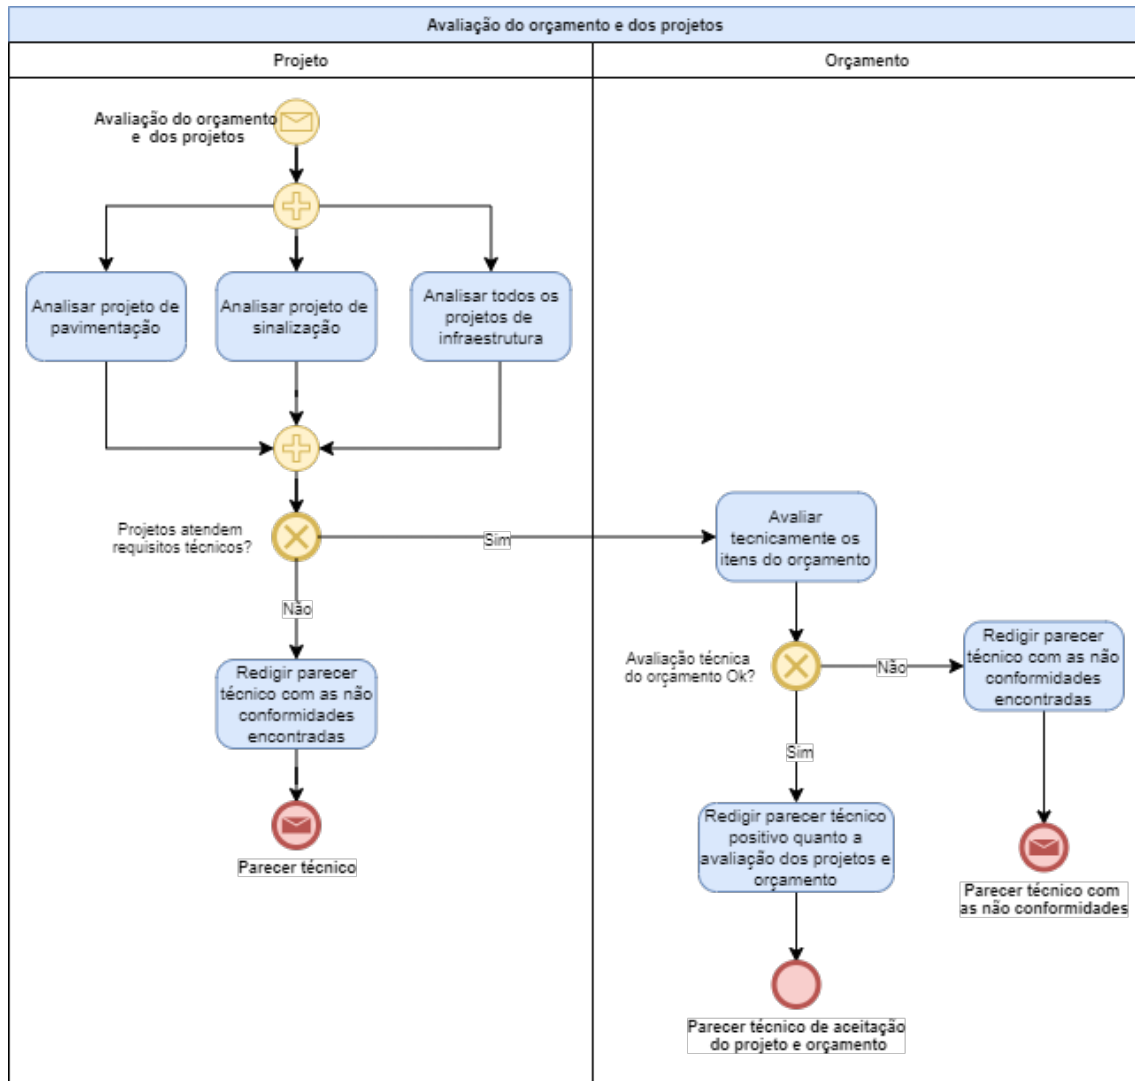 Avaliação do orçamento e dos projetos
Projeto
Orçamento
Avaliação do orçamento
e dos projetos
Analisar projeto de
pavimentação
Analisar projeto de
sinalização
Analisar todos os
projetos de
infraestrutura
Projetos atendem
requisitos técnicos?
Sim
Não
Avaliar
tecnicamente os
itens do orçamento
Avaliação técnica
do orçamento Ok?
Não
Redigir parecer
técnico com as não
conformidades
encontradas
Redigir parecer
técnico com as não
conformidades
encontradas
Sim
Parecer técnico
Redigir parecer técnico
positivo quanto a
avaliação dos projetos e
orçamento
Parecer técnico com
as não conformidades
Parecer técnico de aceitação
do projeto e orçamento